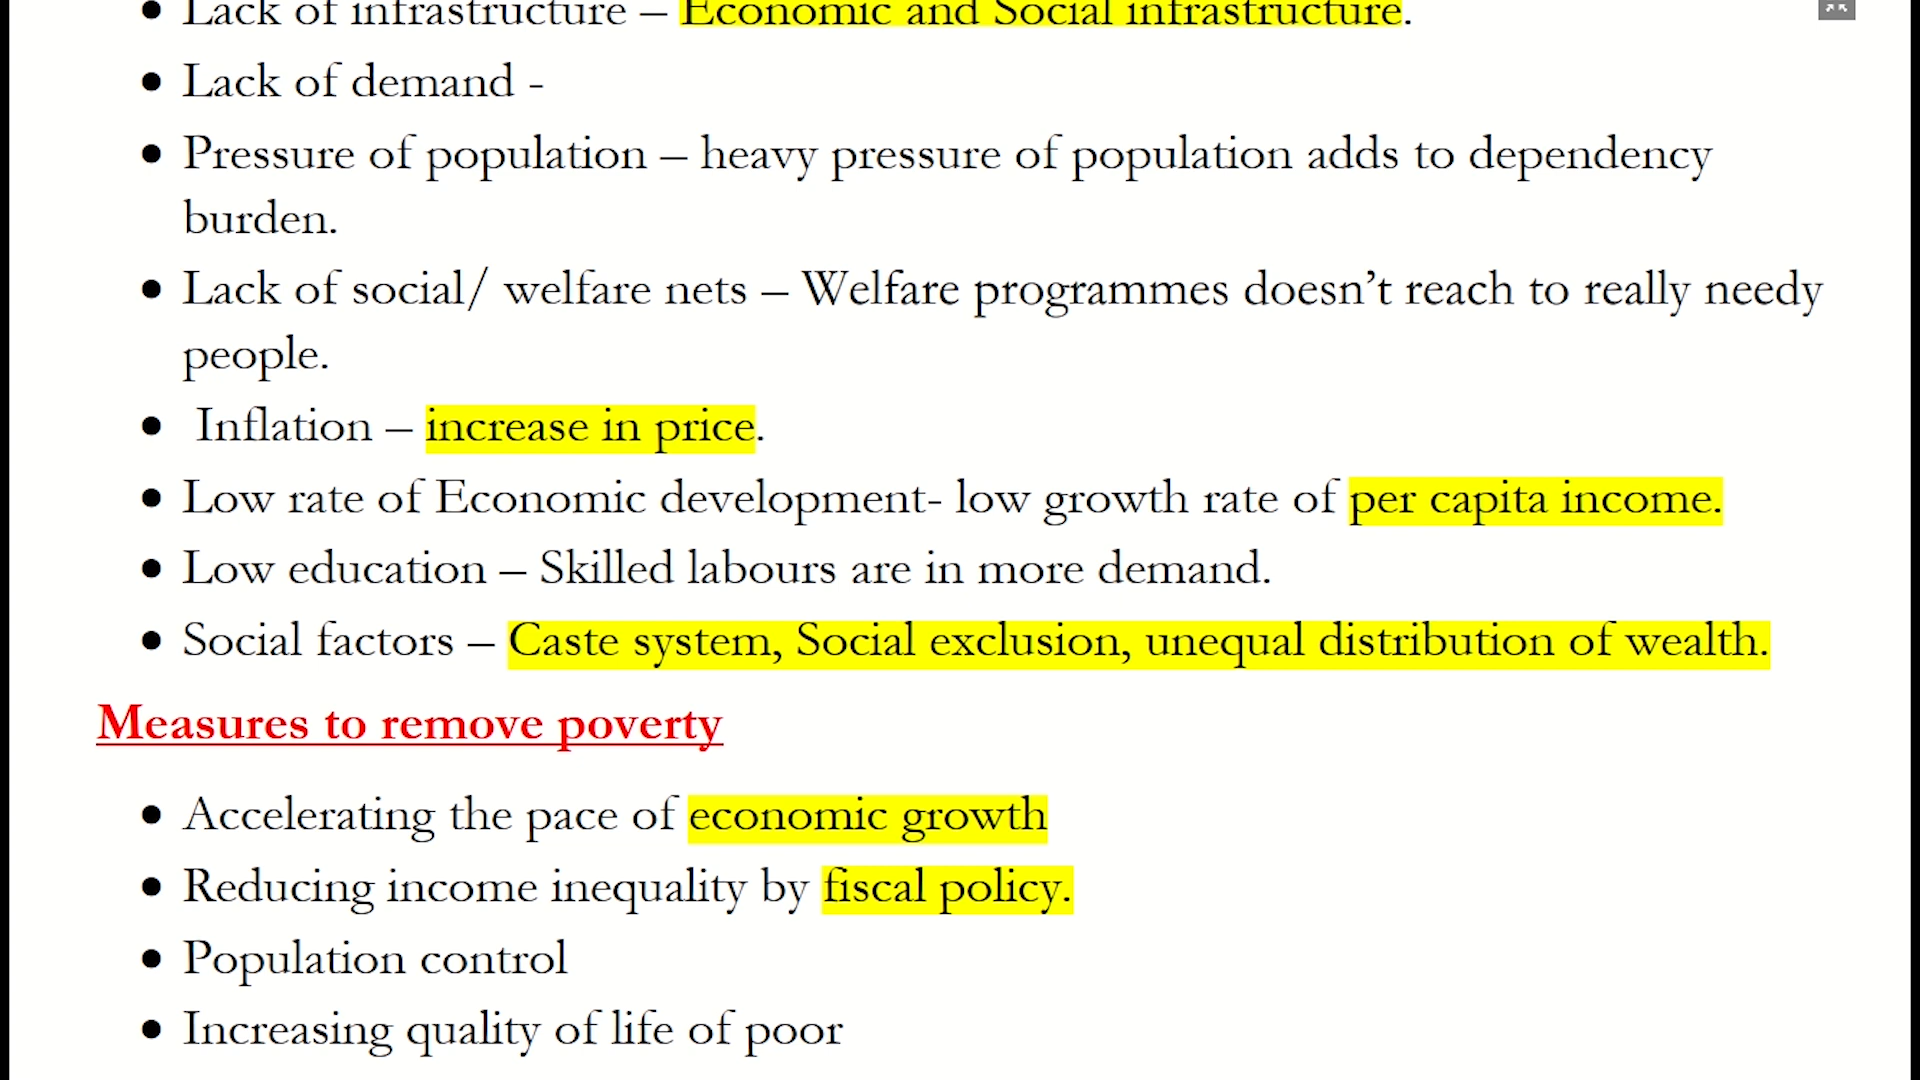 • Lack of infrastructure – Economic and Social infrastructure.
• Lack of demand -
• Pressure of population – heavy pressure of population adds to dependency
burden.
• Lack of social/ welfare nets – Welfare programmes doesn’t reach to really needy
people.
• Inflation – increase in price.
• Low rate of Economic development- low growth rate of per capita income.
• Low education – Skilled labours are in more demand.
• Social factors – Caste system, Social exclusion, unequal distribution of wealth.
Measures to remove poverty
• Accelerating the pace of economic growth
• Reducing income inequality by fiscal policy.
• Population control
• Increasing quality of life of poor